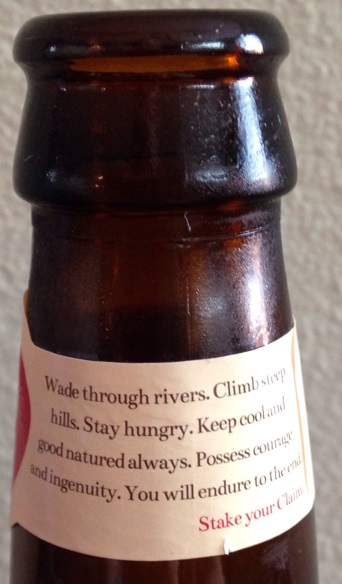 Wade through rivers. Climb steep
hills. Stay hungry. Keep cool and
good natured always. Possess courage
and ingenuity. You will endure to the end.
Stake your Claim